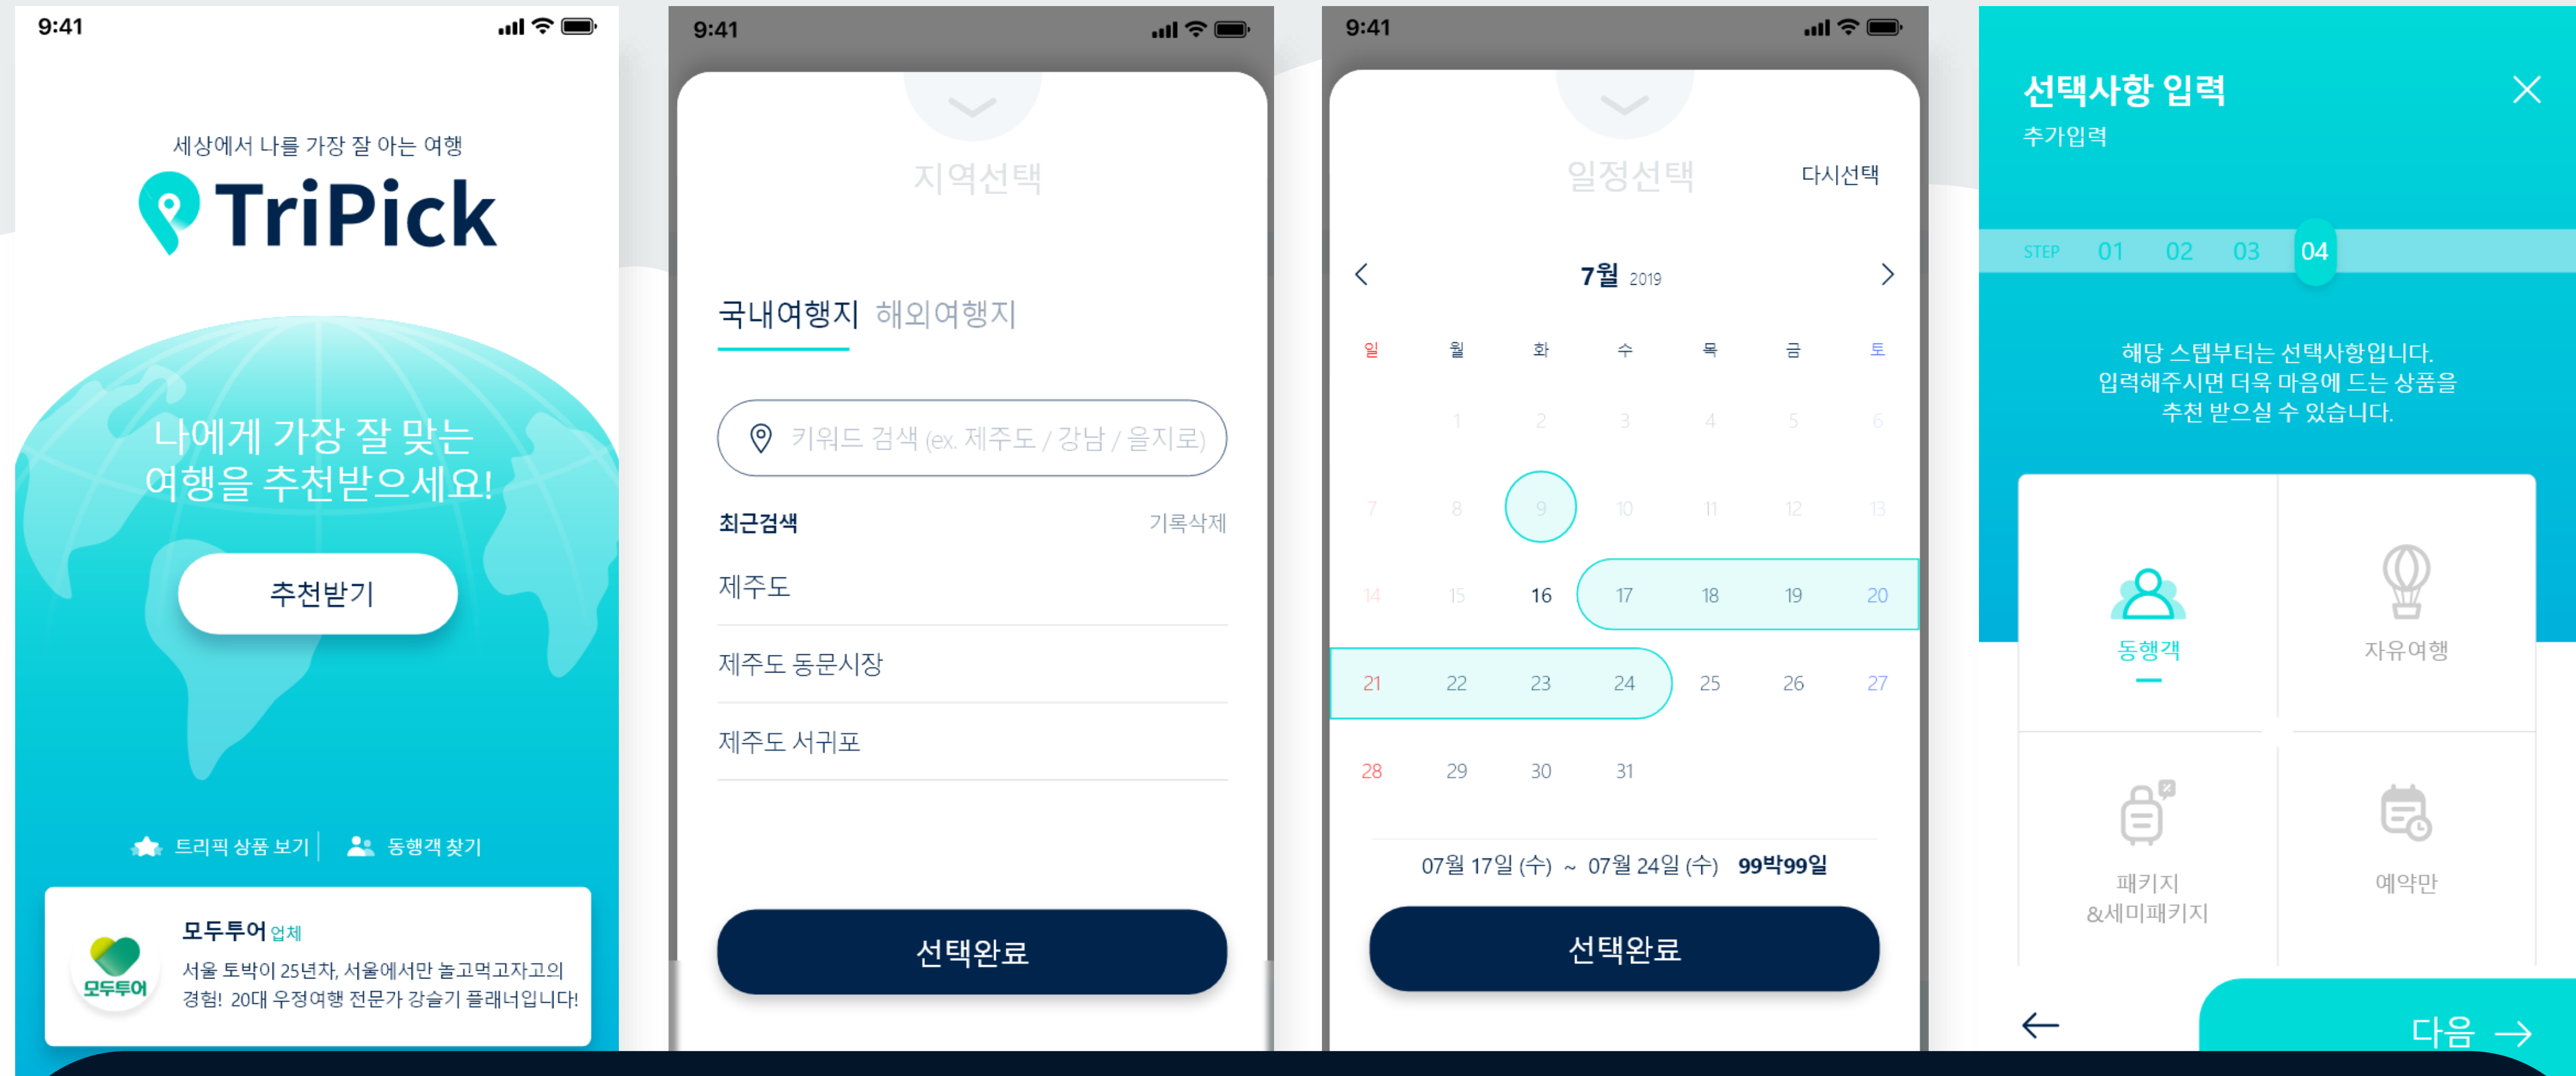 9:41
세상에서 나를 가장 잘 아는 여행
TriPick
나에게 가장 잘 맞는
여행을 추천받으세요!
추천받기
트리픽 상품 보기
동행객 찾기
모두투어 업체
모두투어
서울 토박이 25년차, 서울에서만 놀고먹고자고의
경험! 20대 우정여행 전문가 강슬기 플래너입니다!
9:41
지역선택
국내여행지 해외여행지
키워드 검색 (ex. 제주도 / 강남 / 을지로)
최근검색 기록삭제
제주도
제주도 동문시장
제주도 서귀포
선택완료
9:41
일정선택 다시선택
7월 2019
일 월 화 수 목 금 토
1 2 3 4 5 6
7 8 9 10 11 12 13
14 15 16 17 18 19 20
21 22 23 24 25 26 27
28 29 30 31
07월 17일 (수) ~ 07월 24일 (수) 99박99일
선택완료
선택사항 입력
추가입력
STEP 01 02 03 04
해당 스텝부터는 선택사항입니다.
입력해주시면 더욱 마음에 드는 상품을
추천 받으실 수 있습니다.
동행객
자유여행
패키지
&세미패키지
예약만
다음